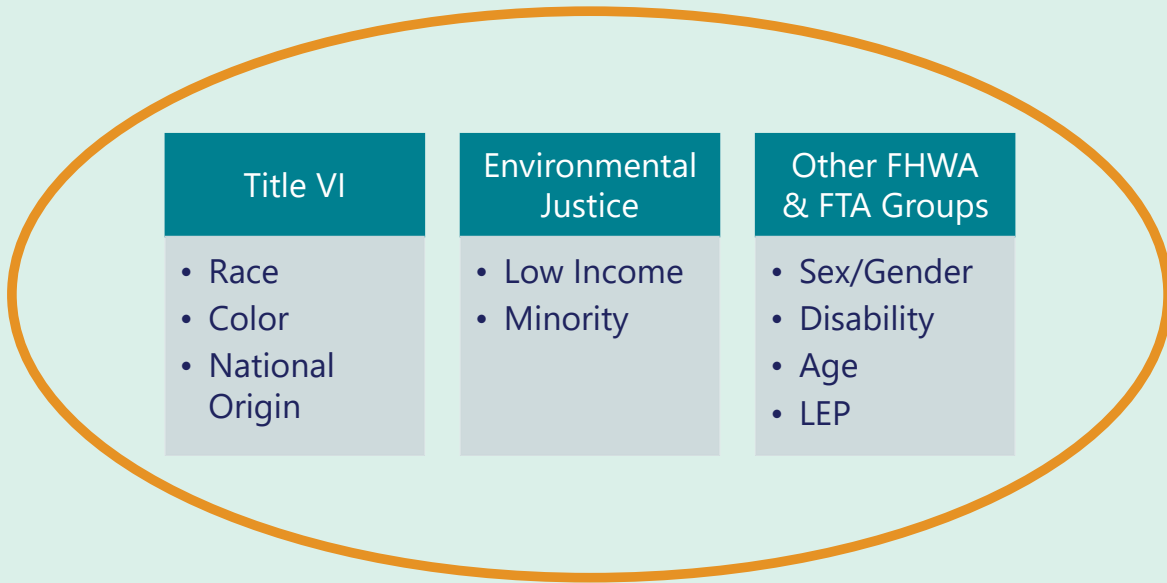 Title VI
• Race
• Color
• National
Origin
Environmental
Justice
• Low Income
• Minority
Other FHWA
& FTA Groups
• Sex/Gender
• Disability
• Age
• LEP